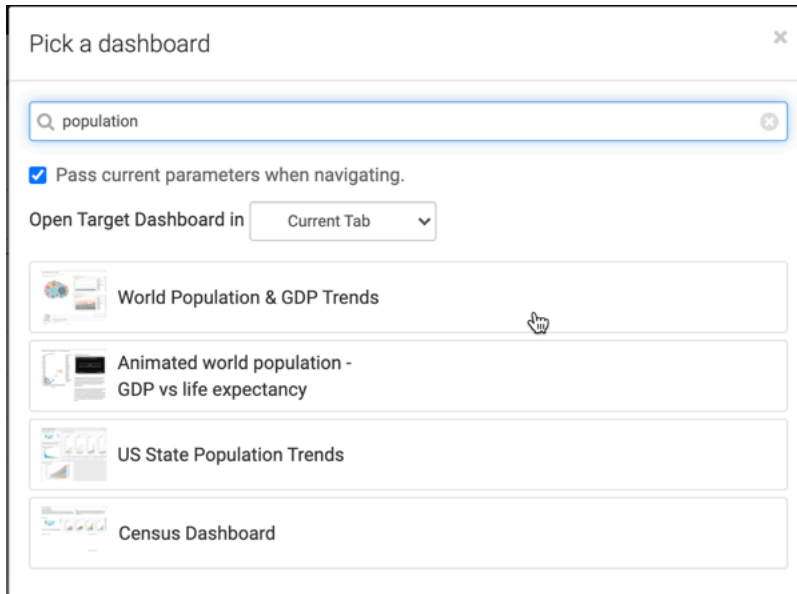 Pick a dashboard
population
Pass current parameters when navigating.
Open Target Dashboard in Current Tab
World Population & GDP Trends
Animated world population -
GDP vs life expectancy
US State Population Trends
Census Dashboard